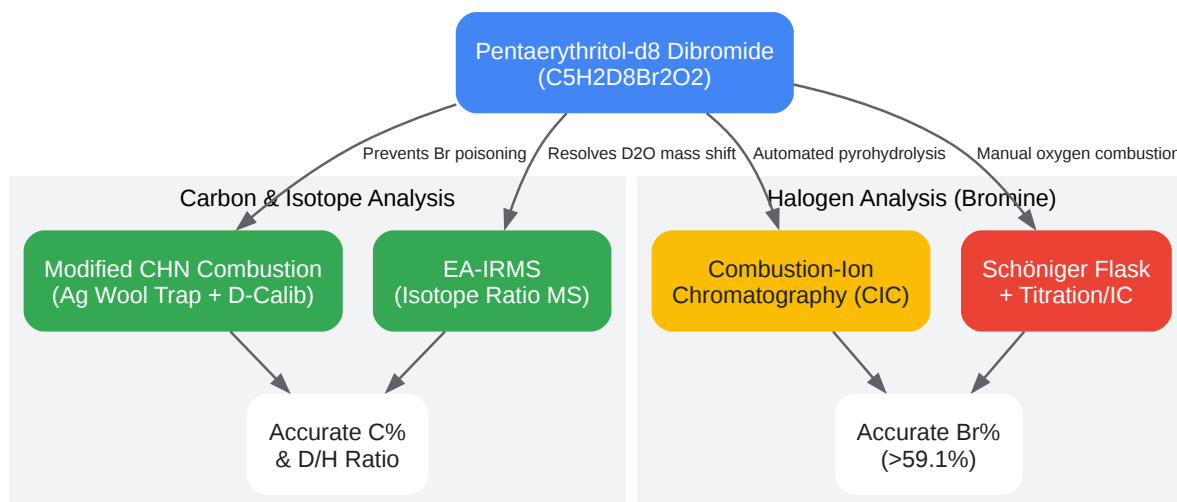 Pentaerythritol-d8 Dibromide
(C5H2D8Br2O2)
Prevents Br poisoning
Resolves D2O mass shift
Automated pyrohydrolysis
Manual oxygen combustion
Carbon & Isotope Analysis
Halogen Analysis (Bromine)
Modified CHN Combustion
(Ag Wool Trap + D-Calib)
EA-IRMS
(Isotope Ratio MS)
Combustion-Ion
Chromatography (CIC)
Schöniger Flask
+ Titration/IC
Accurate C%
& D/H Ratio
Accurate Br%
(>59.1%)